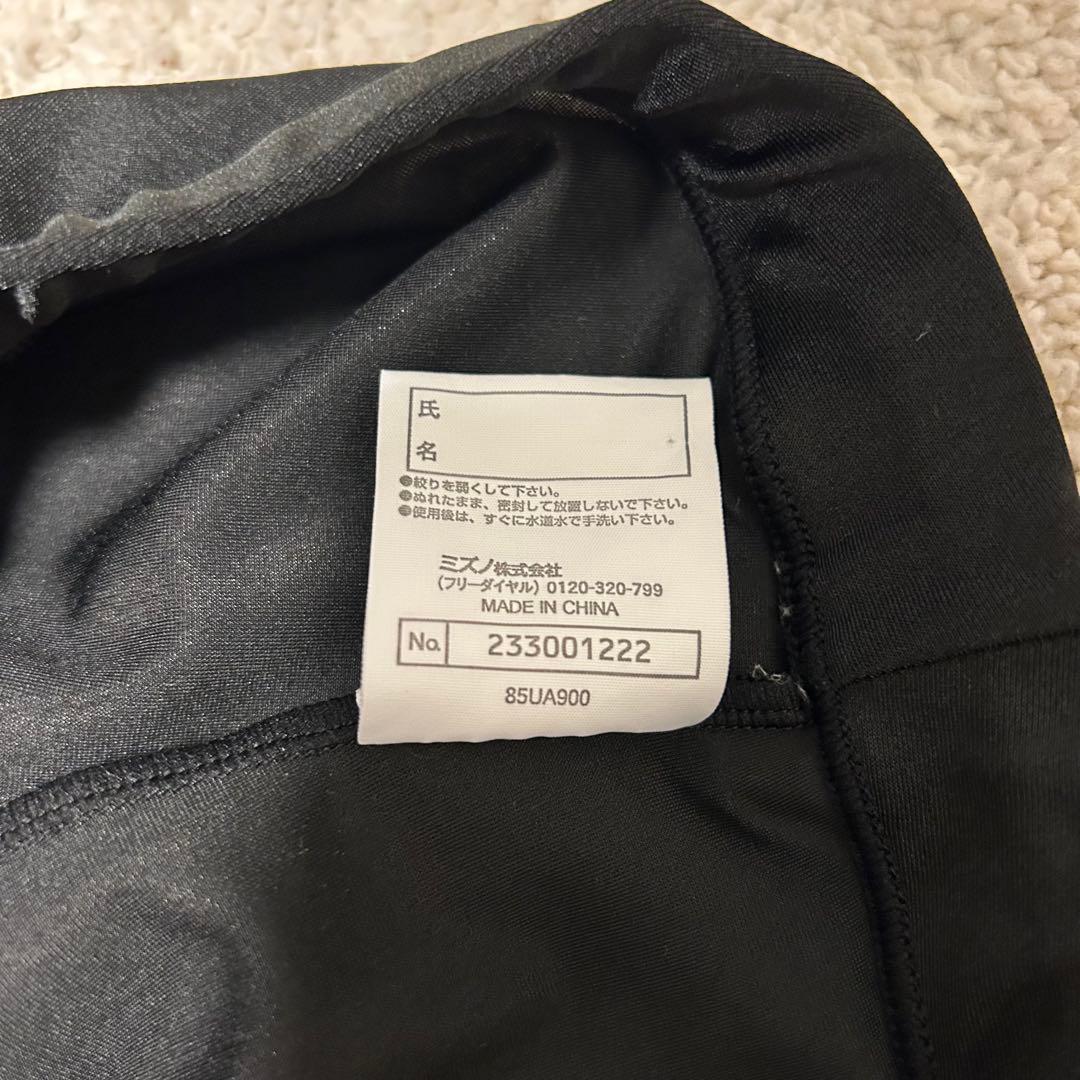 氏
名
●絞りを弱くして下さい。
●ぬれたまま、密封して放置しないで下さい。
●使用後は、すぐに水道水で手洗い下さい。
ミズノ株式会社
(フリーダイヤル) 0120-320-799
MADE IN CHINA
No. 233001222
85UA900